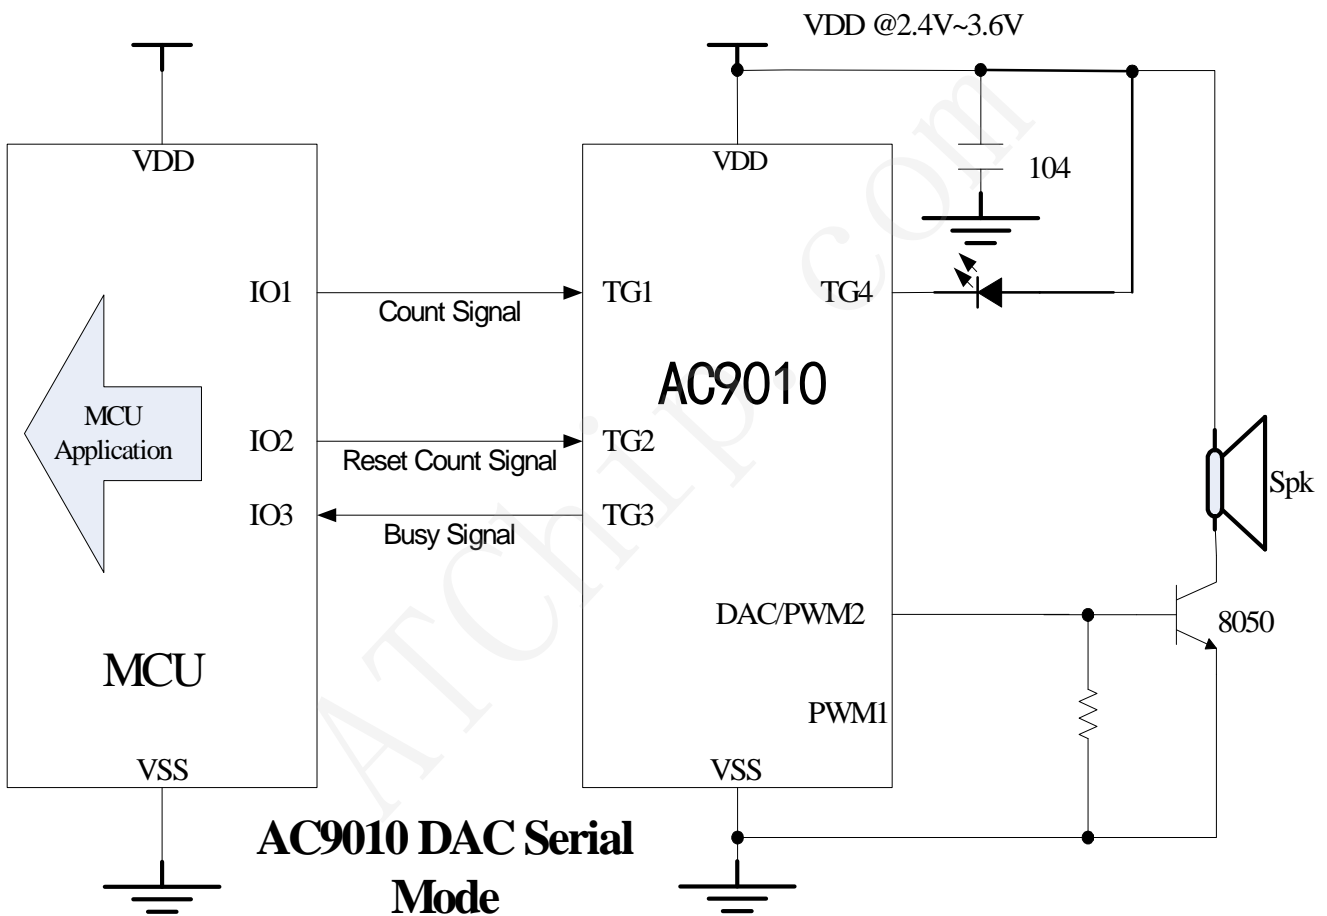 VDD @2.4V~3.6V
VDD
VDD
104
IO1
Count Signal
TG1
TG4
AC9010
MCU
Application
IO2
Reset Count Signal
TG2
IO3
Busy Signal
TG3
Spk
DAC/PWM2
8050
MCU
PWM1
VSS
VSS
AC9010 DAC Serial
Mode
ATChip.com